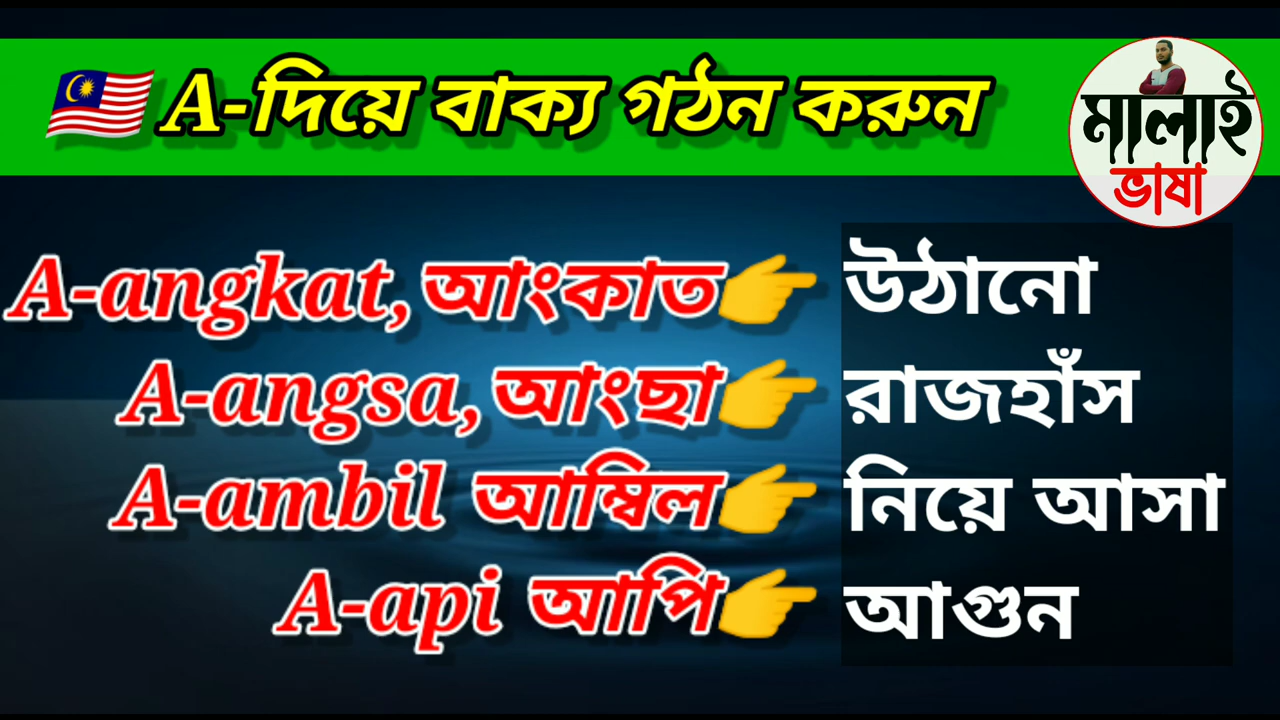 A-দিয়ে বাক্য গঠন করুন
মালাই
ভাষা
A-angkat, আংকাত👉 উঠানো
A-angsa, আংছা👉 রাজহাঁস
A-ambil আম্বিল👉 নিয়ে আসা
A-api আপি👉 আগুন